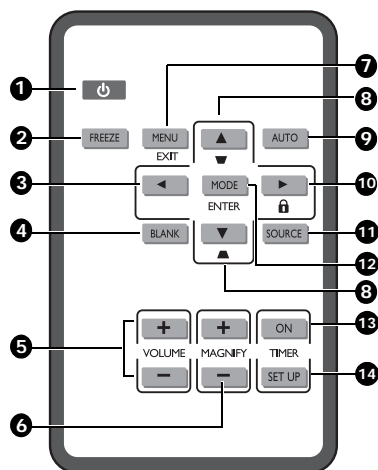 1
7
8
2
FREEZE
MENU
AUTO
9
EXIT
3
MODE
10
ENTER
4
BLANK
SOURCE
11
12
8
+
+
ON
13
5
VOLUME
MAGNIFY
TIMER
−
−
SET UP
14
6